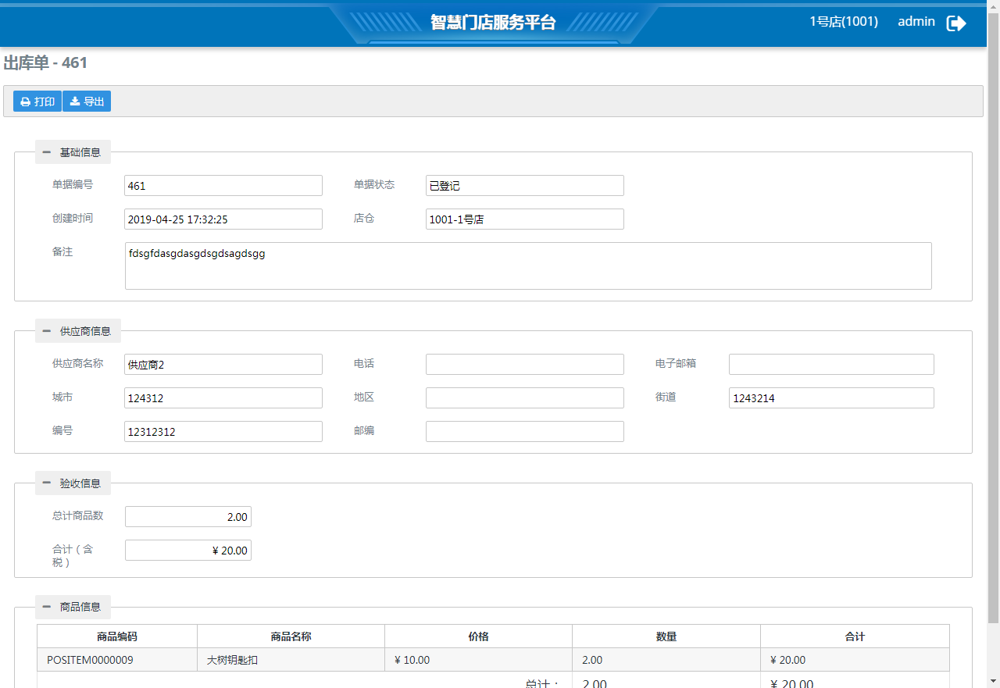 智慧门店服务平台
1号店(1001) admin
出库单 - 461
打印 导出
基础信息
单据编号 461 单据状态 已登记
创建时间 2019-04-25 17:32:25 店仓 1001-1号店
备注 fdsgfdasgdasgdsgdsagdsgg
供应商信息
供应商名称 供应商2 电话 电子邮箱
城市 124312 地区 街道 1243214
编号 12312312 邮编
验收信息
总计商品数 2.00
合计（含
税） ¥ 20.00
商品信息
商品编码 商品名称 价格 数量 合计
POSITEM0000009 大树钥匙扣 ¥ 10.00 2.00 ¥ 20.00
总计： 2.00 ¥ 20.00